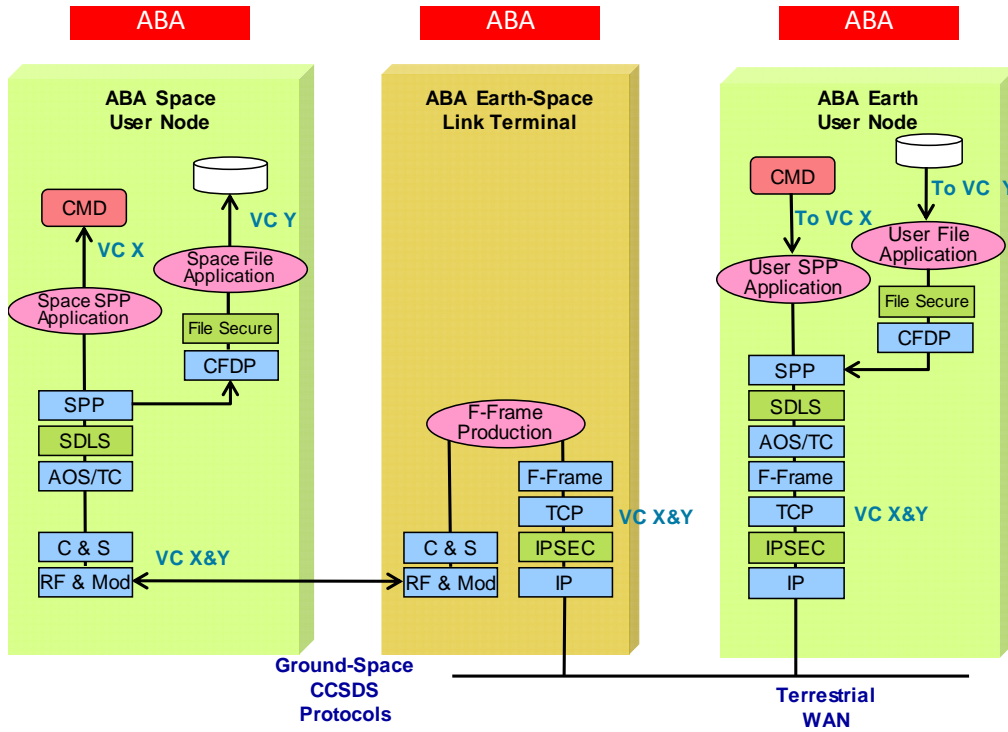 ABA
ABA
ABA
ABA Space
User Node
CMD
VC X
VC Y
Space File
Application
Space SPP
Application
File Secure
CFDP
SPP
SDLS
AOS/TC
C & S
RF & Mod
VC X&Y
ABA Earth-Space
Link Terminal
F-Frame
Production
F-Frame
TCP
VC X&Y
C & S
IPSEC
RF & Mod
IP
ABA Earth
User Node
CMD
To VC X
To VC Y
User File
Application
User SPP
Application
File Secure
CFDP
SPP
SDLS
AOS/TC
F-Frame
TCP
VC X&Y
IPSEC
IP
Ground-Space
CCSDS
Protocols
Terrestrial
WAN